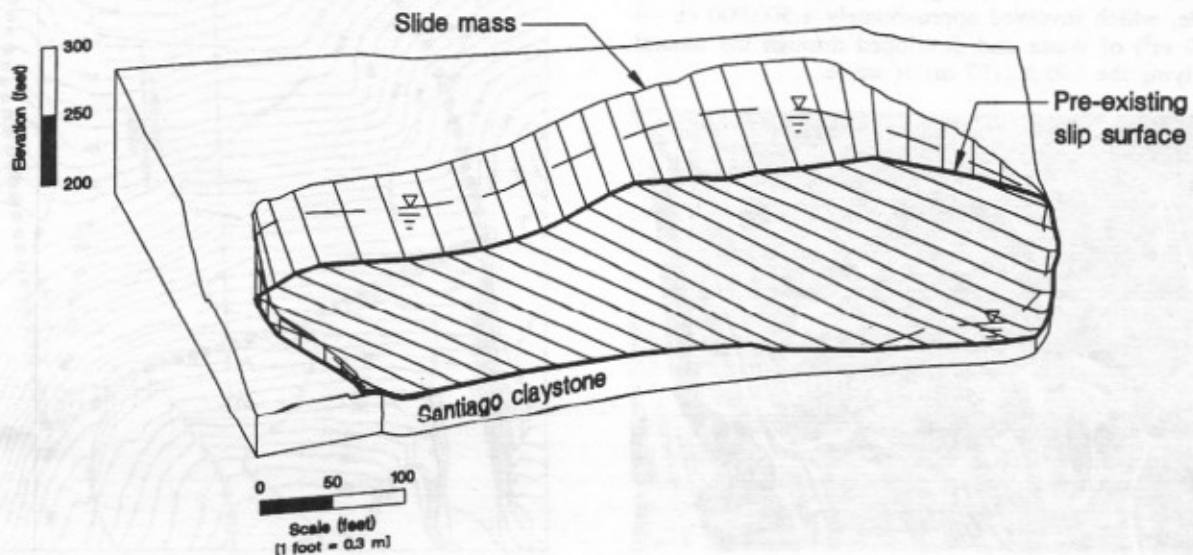 Slide mass
300
250
200
Elevation (feet)
Pre-existing
slip surface
Santiago claystone
0 50 100
Scale (feet)
[1 foot = 0.3 m]